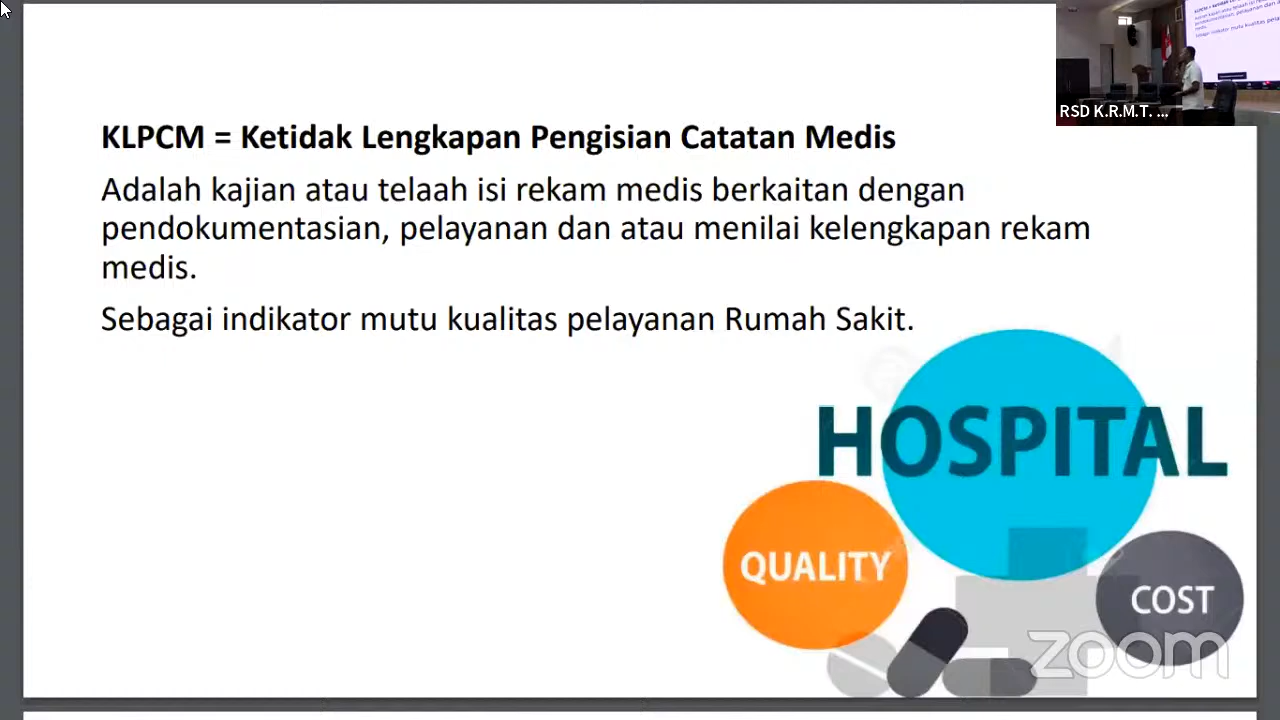 KLPCM = Ketidak Lengkapan Pengisian Catatan Medis
Adalah kajian atau telaah isi rekam medis berkaitan dengan
pendokumentasian, pelayanan dan atau menilai kelengkapan rekam
medis.
Sebagai indikator mutu kualitas pelayanan Rumah Sakit.
RSD K.R.M.T. ...
HOSPITAL
QUALITY
COST
zoom